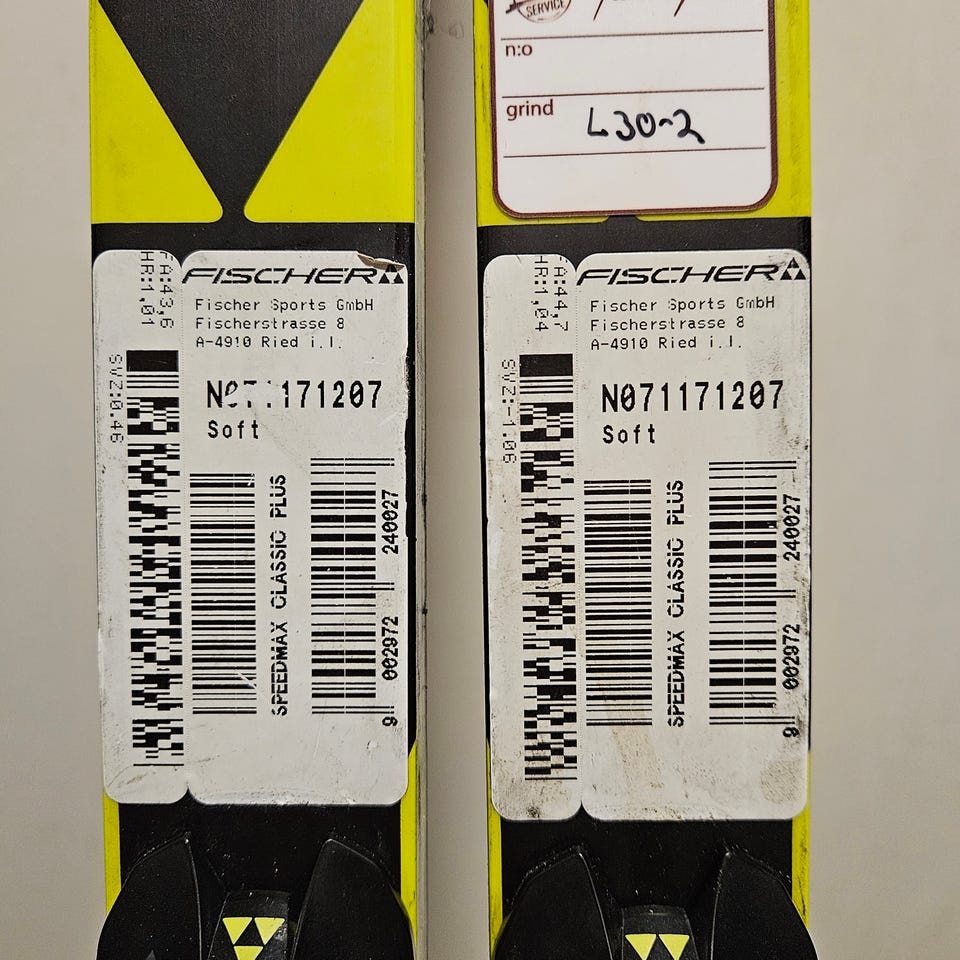 SERVICE
n:o
grind L30-2
FA:43,6
HR:1,01
SWZ:0.46
FISCHER
Fischer Sports GmbH
Fischerstrasse 8
A-4910 Ried i.I.
171207
Soft
SPEEDMAX CLASSIC PLUS
9 002972 240027
FA:44,7
HR:1,04
SWZ:-1.06
FISCHER
Fischer Sports GmbH
Fischerstrasse 8
A-4910 Ried i.I.
N071171207
Soft
SPEEDMAX CLASSIC PLUS
9 002972 240027